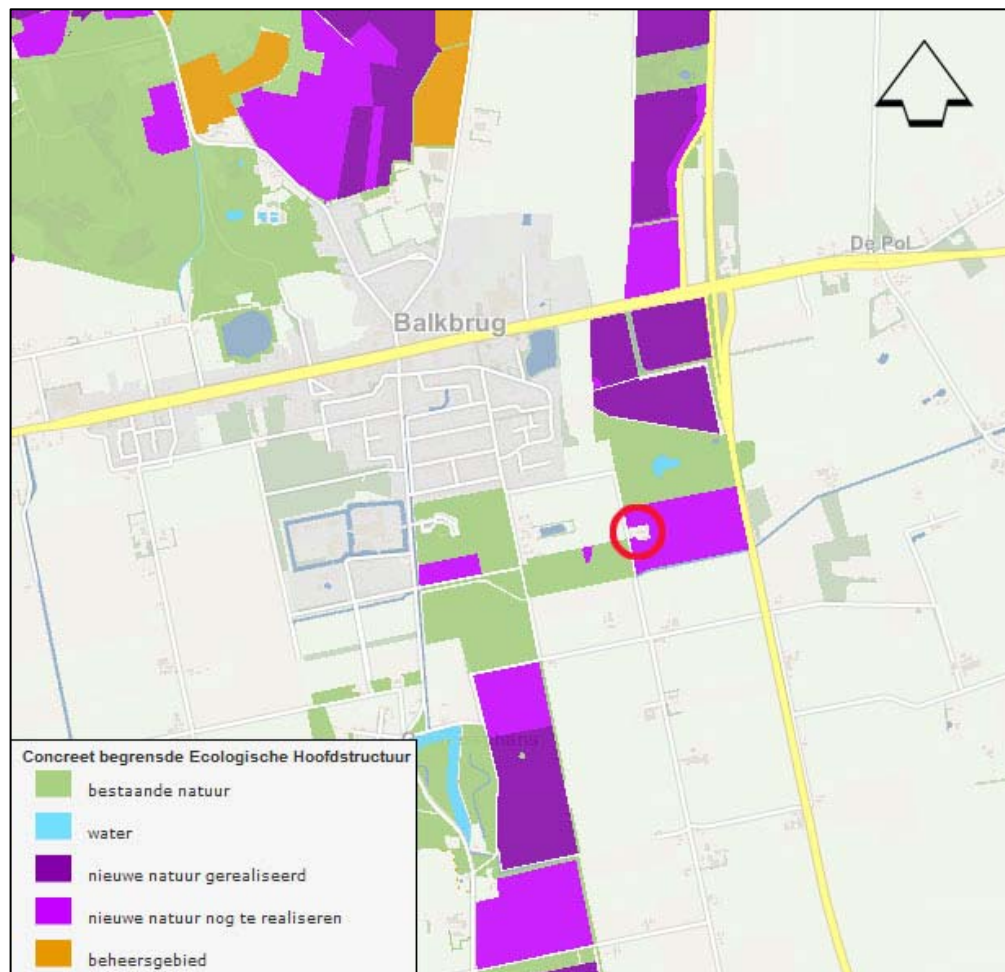 De Pol
Balkbrug
Concreet begrensde Ecologische Hoofdstructuur
bestaande natuur
water
nieuwe natuur gerealiseerd
nieuwe natuur nog te realiseren
beheersgebied